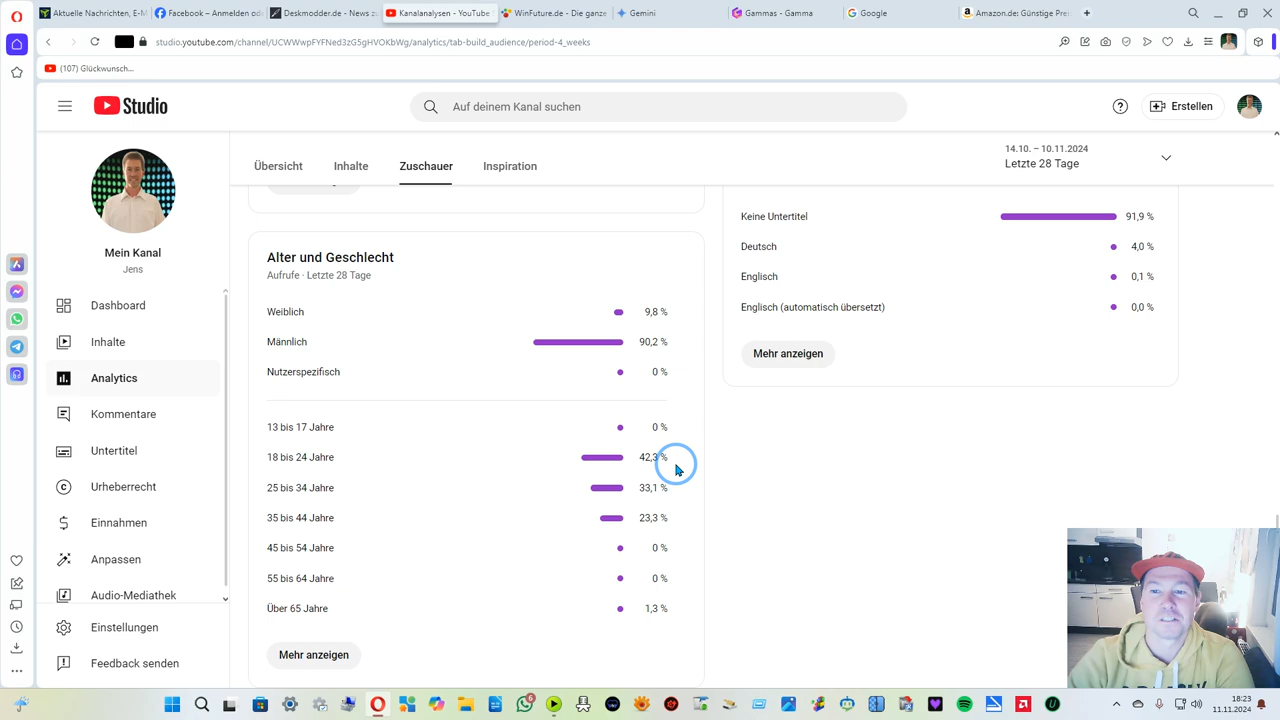 Aktuelle Nachrichten, E-M
Facebook – Anmelden ode
Deskmodder.de - News zu
Kanalanalysen - YouTube
WinFuture.de - Die ganze
Gemini
Gammas - Gamma
Google
Amazon.de: Günstige Prei
studio.youtube.com/channel/UCWWwpFYFNed3zG5gHVOKbWg/analytics/tab-build_audience/period-4_weeks
(107) Glückwunsch...
Studio
Auf deinem Kanal suchen
Erstellen
Übersicht
Inhalte
Zuschauer
Inspiration
14.10. – 10.11.2024
Letzte 28 Tage
Mein Kanal
Jens
Dashboard
Inhalte
Analytics
Kommentare
Untertitel
Urheberrecht
Einnahmen
Anpassen
Audio-Mediathek
Einstellungen
Feedback senden
Alter und Geschlecht
Aufrufe · Letzte 28 Tage
Weiblich 9,8 %
Männlich 90,2 %
Nutzerspezifisch 0 %
13 bis 17 Jahre 0 %
18 bis 24 Jahre 42,3 %
25 bis 34 Jahre 33,1 %
35 bis 44 Jahre 23,3 %
45 bis 54 Jahre 0 %
55 bis 64 Jahre 0 %
Über 65 Jahre 1,3 %
Mehr anzeigen
Keine Untertitel 91,9 %
Deutsch 4,0 %
Englisch 0,1 %
Englisch (automatisch übersetzt) 0,0 %
Mehr anzeigen
6
18:23
11.11.2024